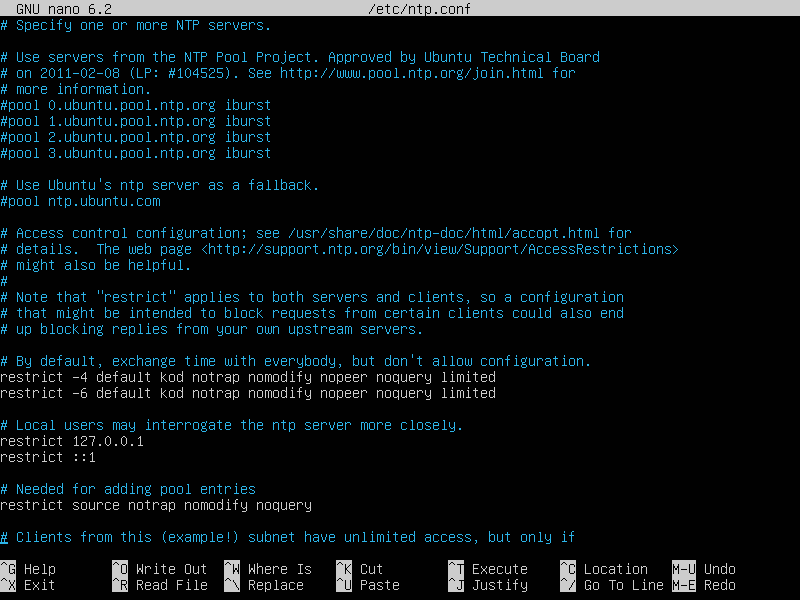 GNU nano 6.2 /etc/ntp.conf
# Specify one or more NTP servers.
# Use servers from the NTP Pool Project. Approved by Ubuntu Technical Board
# on 2011-02-08 (LP: #104525). See http://www.pool.ntp.org/join.html for
# more information.
#pool 0.ubuntu.pool.ntp.org iburst
#pool 1.ubuntu.pool.ntp.org iburst
#pool 2.ubuntu.pool.ntp.org iburst
#pool 3.ubuntu.pool.ntp.org iburst
# Use Ubuntu's ntp server as a fallback.
#pool ntp.ubuntu.com
# Access control configuration; see /usr/share/doc/ntp-doc/html/accopt.html for
# details.  The web page <http://support.ntp.org/bin/view/Support/AccessRestrictions>
# might also be helpful.
#
# Note that "restrict" applies to both servers and clients, so a configuration
# that might be intended to block requests from certain clients could also end
# up blocking replies from your own upstream servers.
# By default, exchange time with everybody, but don't allow configuration.
restrict -4 default kod notrap nomodify nopeer noquery limited
restrict -6 default kod notrap nomodify nopeer noquery limited
# Local users may interrogate the ntp server more closely.
restrict 127.0.0.1
restrict ::1
# Needed for adding pool entries
restrict source notrap nomodify noquery
# Clients from this (example!) subnet have unlimited access, but only if
^G Help ^O Write Out ^W Where Is ^K Cut ^T Execute ^C Location M-U Undo
^X Exit ^R Read File ^\ Replace ^U Paste ^J Justify ^/ Go To Line M-E Redo